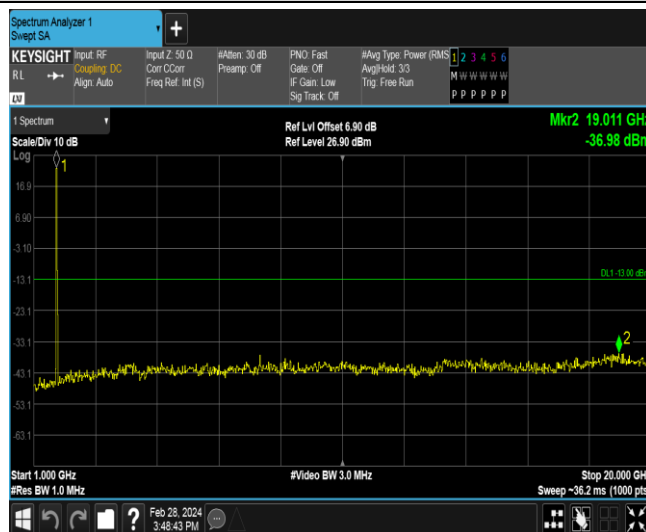 Spectrum Analyzer 1
Swept SA
+
KEYSIGHT Input: RF Input Z: 50 Ω #Atten: 30 dB PNO: Fast #Avg Type: Power (RMS 1 2 3 4 5 6
RL Coupling: DC Corr CCorr Preamp: Off Gate: Off Avg|Hold: 3/3 M W W W W W
Align: Auto Freq Ref: Int (S) IF Gain: Low Trig: Free Run P P P P P P
LXI Sig Track: Off
1 Spectrum Ref Lvl Offset 6.90 dB Mkr2 19.011 GHz
Scale/Div 10 dB Ref Level 26.90 dBm -36.98 dBm
Log 1
16.9
6.90
-3.10
-13.1 DL1 -13.00 dBm
-23.1
-33.1 2
-43.1
-53.1
-63.1
Start 1.000 GHz #Video BW 3.0 MHz Stop 20.000 GHz
#Res BW 1.0 MHz Sweep ~36.2 ms (1000 pts
? Feb 28, 2024
3:48:43 PM